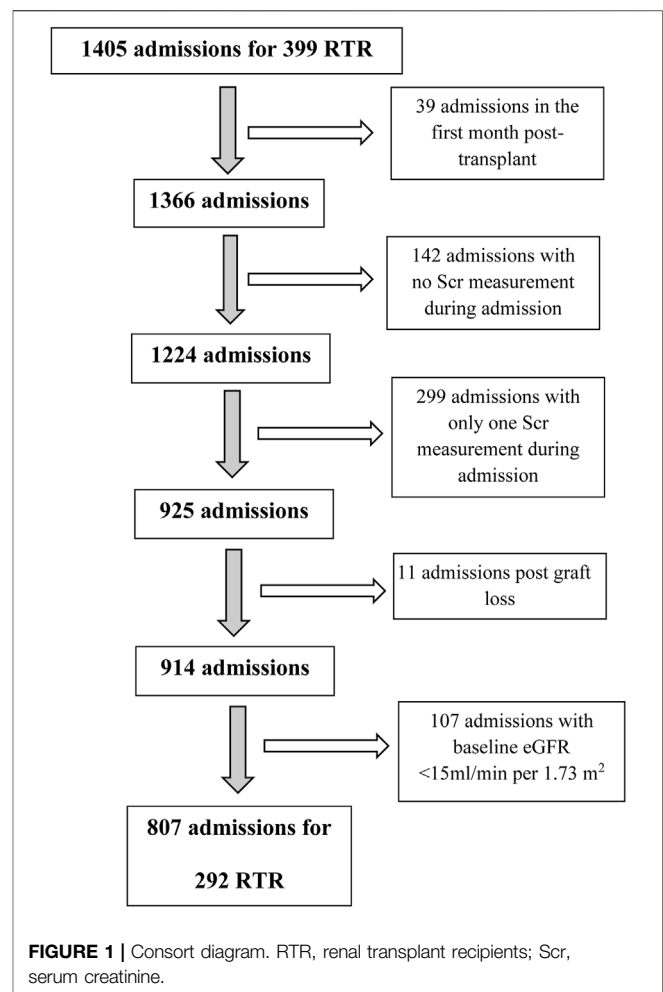 1405 admissions for 399 RTR
39 admissions in the
first month post-
transplant
1366 admissions
142 admissions with
no Scr measurement
during admission
1224 admissions
299 admissions with
only one Scr
measurement during
admission
925 admissions
11 admissions post graft
loss
914 admissions
107 admissions with
baseline eGFR
<15ml/min per 1.73 m²
807 admissions for
292 RTR
FIGURE 1 | Consort diagram. RTR, renal transplant recipients; Scr,
serum creatinine.